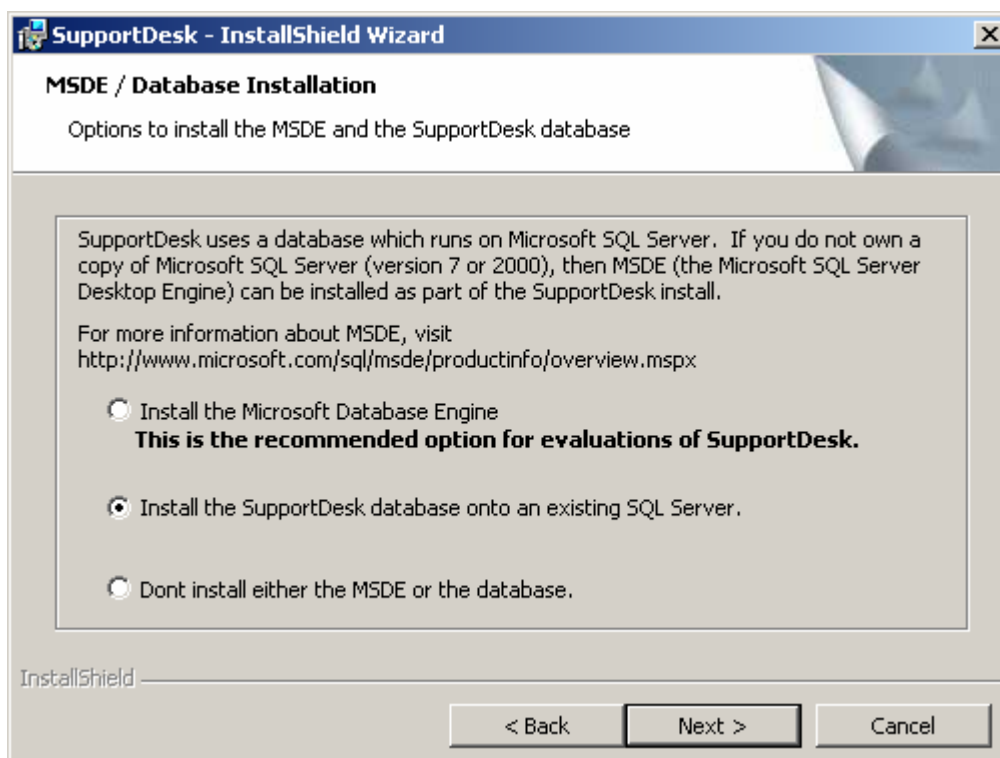 SupportDesk - InstallShield Wizard
MSDE / Database Installation
Options to install the MSDE and the SupportDesk database
SupportDesk uses a database which runs on Microsoft SQL Server.  If you do not own a
copy of Microsoft SQL Server (version 7 or 2000), then MSDE (the Microsoft SQL Server
Desktop Engine) can be installed as part of the SupportDesk install.
For more information about MSDE, visit
http://www.microsoft.com/sql/msde/productinfo/overview.mspx
Install the Microsoft Database Engine
This is the recommended option for evaluations of SupportDesk.
Install the SupportDesk database onto an existing SQL Server.
Dont install either the MSDE or the database.
InstallShield
< Back
Next >
Cancel